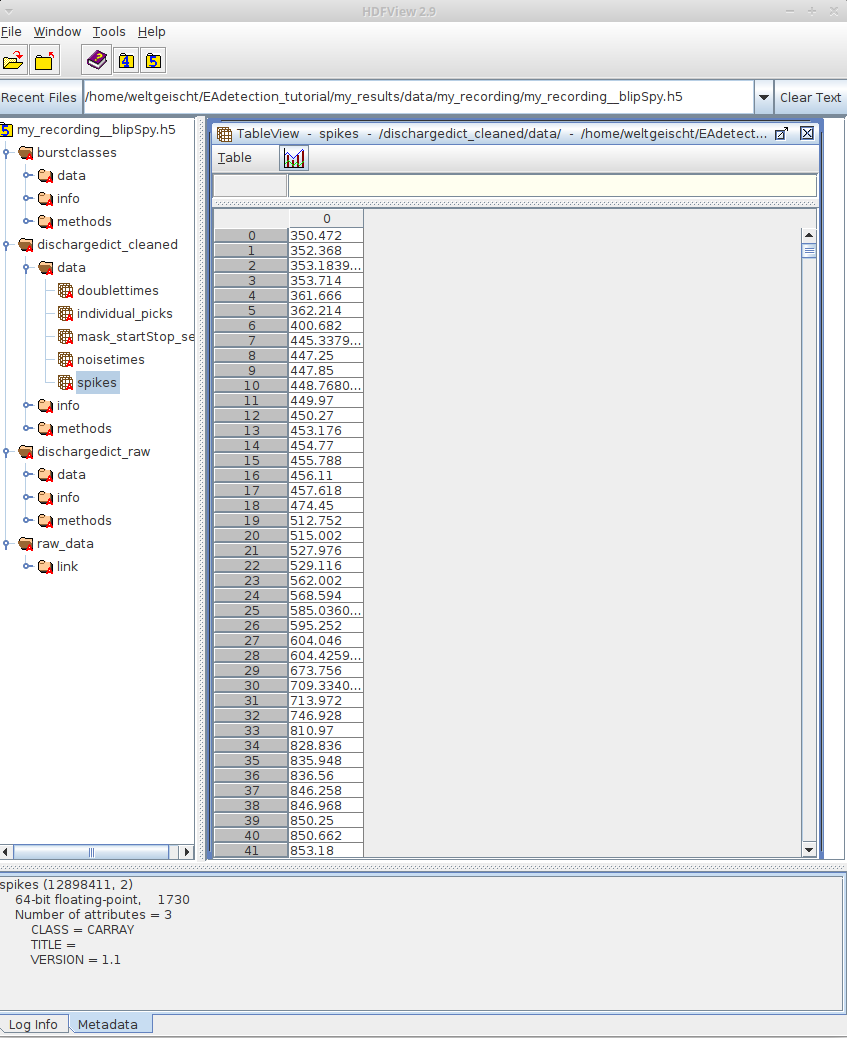 HDFView 2.9
File Window Tools Help
4 5
Recent Files /home/weltgeischt/EAdetection_tutorial/my_results/data/my_recording/my_recording__blipSpy.h5 Clear Text
5 my_recording__blipSpy.h5
burstclasses
data
info
methods
dischargedict_cleaned
data
doublettimes
individual_picks
mask_startStop_se
noisetimes
spikes
info
methods
dischargedict_raw
data
info
methods
raw_data
link
TableView - spikes - /dischargedict_cleaned/data/ - /home/weltgeischt/EAdetect...
Table
0
0 350.472
1 352.368
2 353.1839...
3 353.714
4 361.666
5 362.214
6 400.682
7 445.3379...
8 447.25
9 447.85
10 448.7680...
11 449.97
12 450.27
13 453.176
14 454.77
15 455.788
16 456.11
17 457.618
18 474.45
19 512.752
20 515.002
21 527.976
22 529.116
23 562.002
24 568.594
25 585.0360...
26 595.252
27 604.046
28 604.4259...
29 673.756
30 709.3340...
31 713.972
32 746.928
33 810.97
34 828.836
35 835.948
36 836.56
37 846.258
38 846.968
39 850.25
40 850.662
41 853.18
spikes (12898411, 2)
64-bit floating-point, 1730
Number of attributes = 3
CLASS = CARRAY
TITLE =
VERSION = 1.1
Log Info Metadata